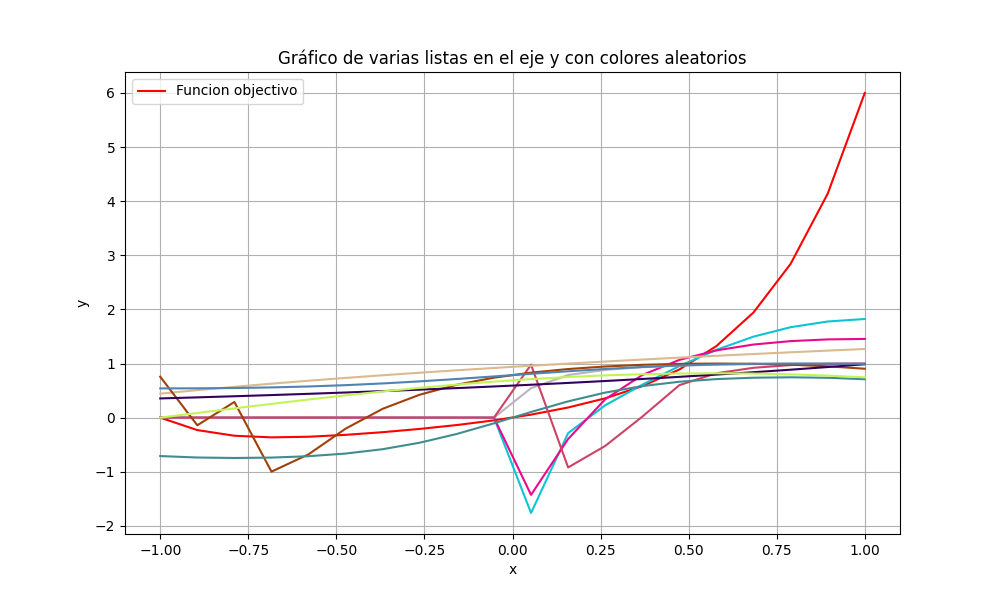 Gráfico de varias listas en el eje y con colores aleatorios
Funcion objectivo
6
5
4
3
2
1
0
−1
−2
y
−1.00 −0.75 −0.50 −0.25 0.00 0.25 0.50 0.75 1.00
x